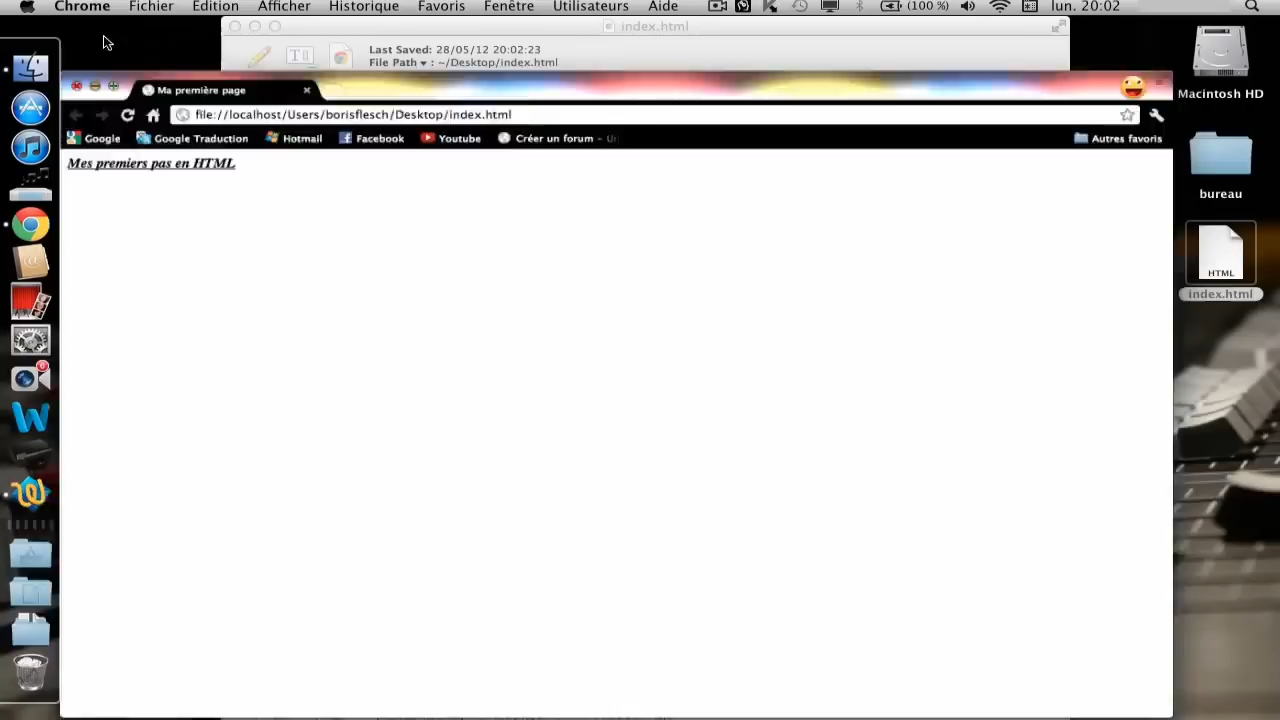 Chrome Fichier Edition Afficher Historique Favoris Fenêtre Utilisateurs Aide (100 %) lun. 20:02
index.html
Last Saved: 28/05/12 20:02:23
File Path ▾ : ~/Desktop/index.html
Ma première page
file://localhost/Users/borisflesch/Desktop/index.html
Google Google Traduction Hotmail Facebook Youtube Créer un forum - Autres favoris
Mes premiers pas en HTML
Macintosh HD
bureau
HTML
index.html